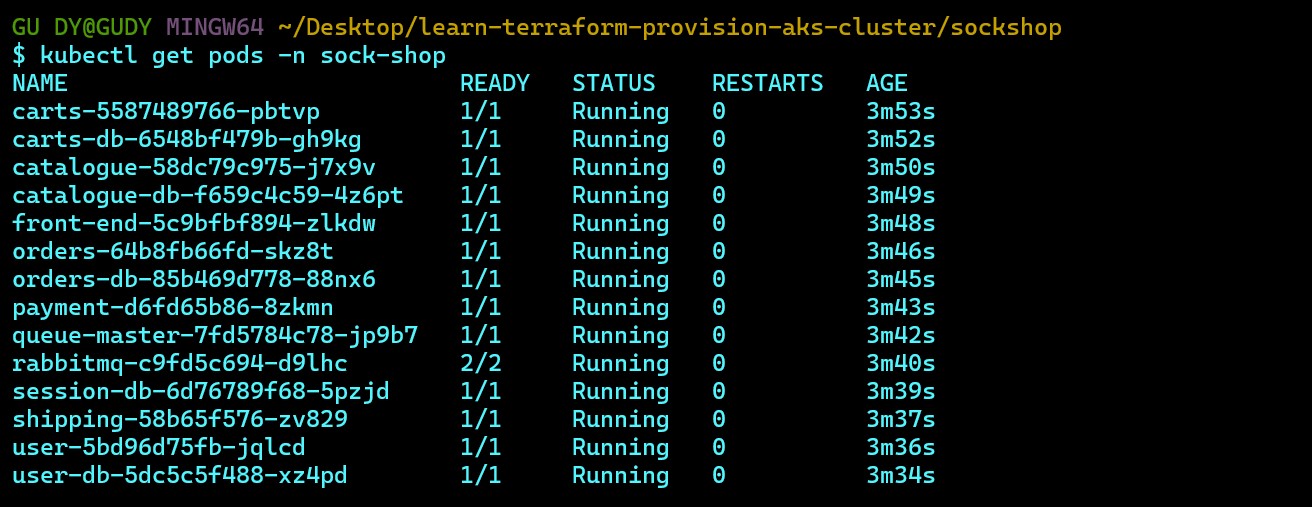 GU DY@GUDY MINGW64 ~/Desktop/learn-terraform-provision-aks-cluster/sockshop
$ kubectl get pods -n sock-shop
NAME READY STATUS RESTARTS AGE
carts-5587489766-pbtvp 1/1 Running 0 3m53s
carts-db-6548bf479b-gh9kg 1/1 Running 0 3m52s
catalogue-58dc79c975-j7x9v 1/1 Running 0 3m50s
catalogue-db-f659c4c59-4z6pt 1/1 Running 0 3m49s
front-end-5c9bfbf894-zlkdw 1/1 Running 0 3m48s
orders-64b8fb66fd-skz8t 1/1 Running 0 3m46s
orders-db-85b469d778-88nx6 1/1 Running 0 3m45s
payment-d6fd65b86-8zkmn 1/1 Running 0 3m43s
queue-master-7fd5784c78-jp9b7 1/1 Running 0 3m42s
rabbitmq-c9fd5c694-d9lhc 2/2 Running 0 3m40s
session-db-6d76789f68-5pzjd 1/1 Running 0 3m39s
shipping-58b65f576-zv829 1/1 Running 0 3m37s
user-5bd96d75fb-jqlcd 1/1 Running 0 3m36s
user-db-5dc5c5f488-xz4pd 1/1 Running 0 3m34s